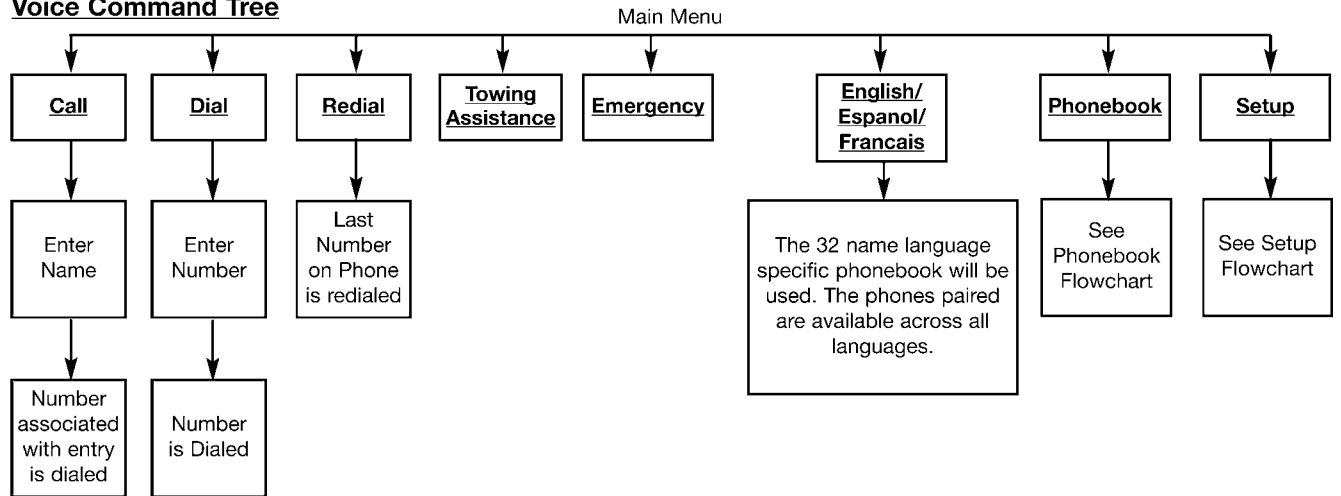 Voice Command Tree
Main Menu
Call
Dial
Redial
Towing
Assistance
Emergency
English/
Espanol/
Francais
Phonebook
Setup
Enter
Name
Enter
Number
Last
Number
on Phone
is redialed
The 32 name language
specific phonebook will be
used. The phones paired
are available across all
languages.
See
Phonebook
Flowchart
See Setup
Flowchart
Number
associated
with entry
is dialed
Number
is Dialed